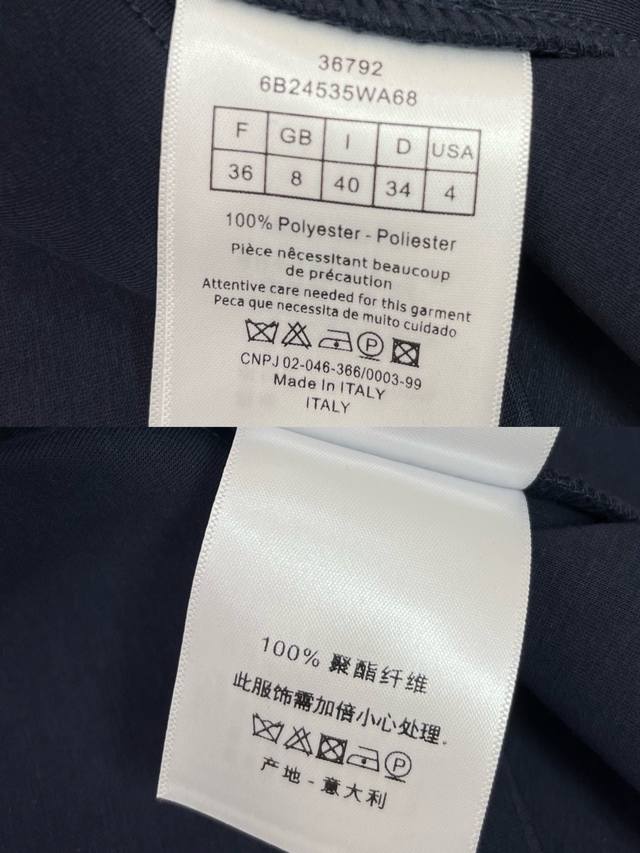 36792
6B24535WA68
F GB I D USA
36 8 40 34 4
100% Polyester - Poliester
Pièce nêcessitant beaucoup
de précaution
Attentive care needed for this garment
Peca que necessita de muito cuidado
P
CNPJ 02-046-366/0003-99
Made In ITALY
ITALY
100% 聚酯纤维
此服饰需加倍小心处理.
P
产地 - 意大利